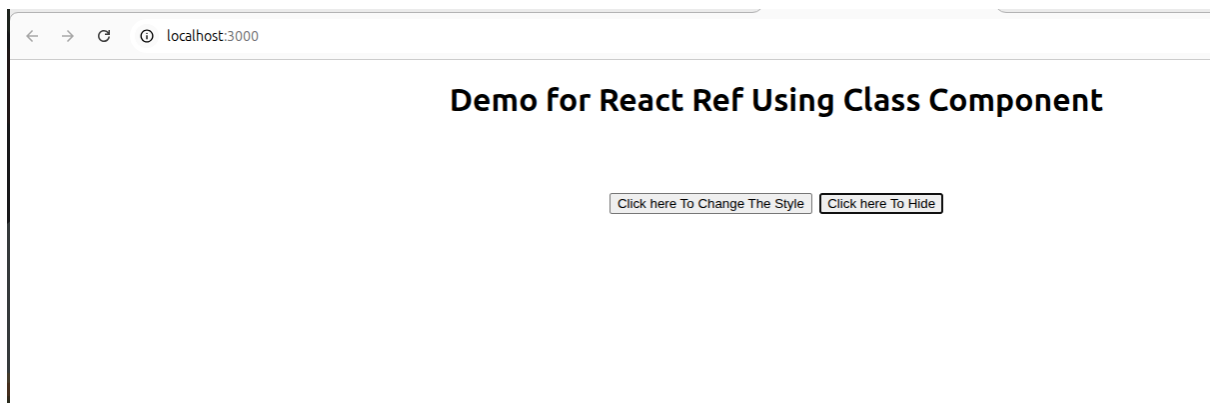 localhost:3000
Demo for React Ref Using Class Component
Click here To Change The Style Click here To Hide